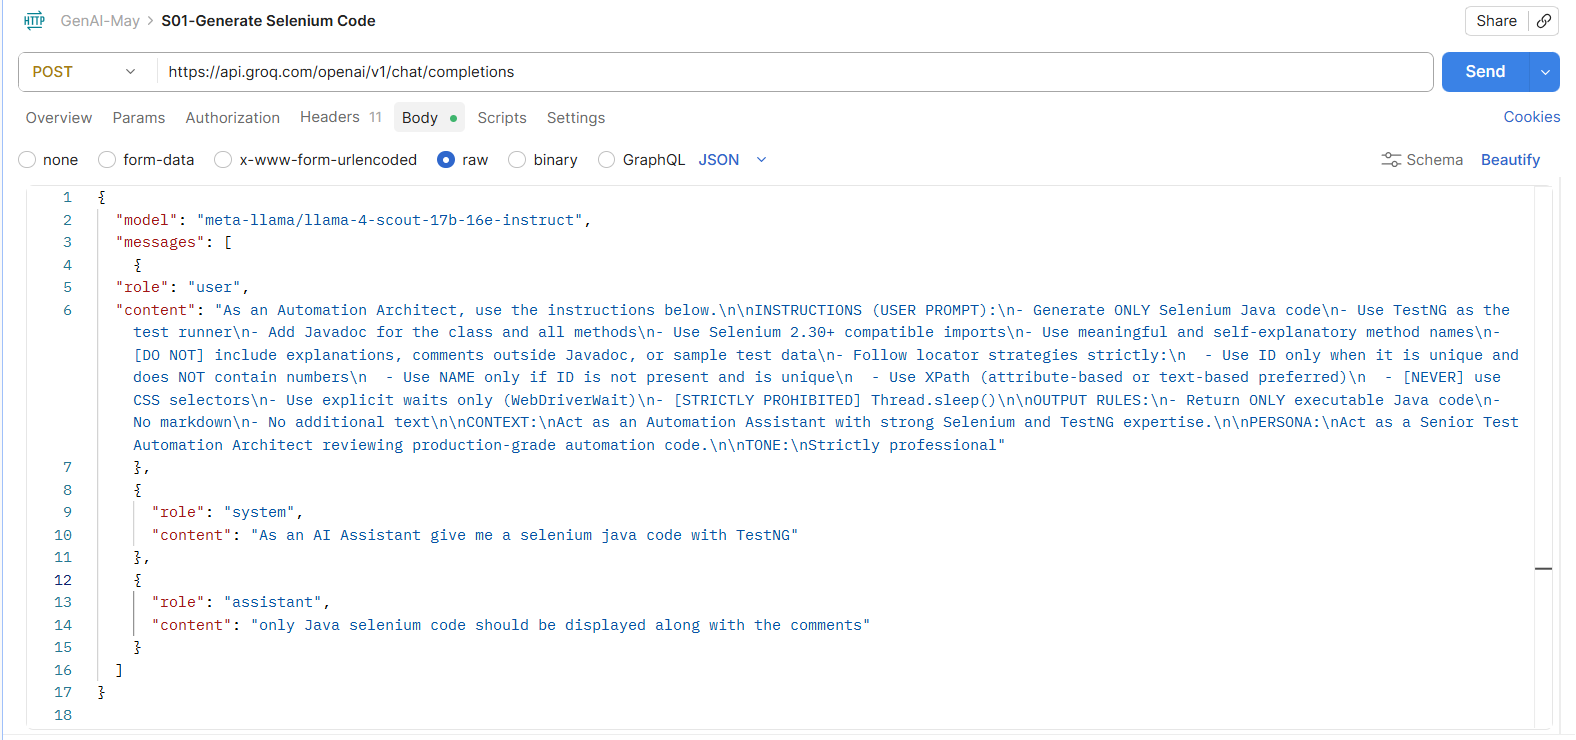 HTTP GenAI-May > S01-Generate Selenium Code Share
POST https://api.groq.com/openai/v1/chat/completions Send
Overview Params Authorization Headers 11 Body Scripts Settings Cookies
none form-data x-www-form-urlencoded raw binary GraphQL JSON Schema Beautify
1 {
2 "model": "meta-llama/llama-4-scout-17b-16e-instruct",
3 "messages": [
4 {
5 "role": "user",
6 "content": "As an Automation Architect, use the instructions below.\n\nINSTRUCTIONS (USER PROMPT):\n- Generate ONLY Selenium Java code\n- Use TestNG as the
test runner\n- Add Javadoc for the class and all methods\n- Use Selenium 2.30+ compatible imports\n- Use meaningful and self-explanatory method names\n-
[DO NOT] include explanations, comments outside Javadoc, or sample test data\n- Follow locator strategies strictly:\n  - Use ID only when it is unique and
does NOT contain numbers\n  - Use NAME only if ID is not present and is unique\n  - Use XPath (attribute-based or text-based preferred)\n  - [NEVER] use
CSS selectors\n- Use explicit waits only (WebDriverWait)\n- [STRICTLY PROHIBITED] Thread.sleep()\n\nOUTPUT RULES:\n- Return ONLY executable Java code\n-
No markdown\n- No additional text\n\nCONTEXT:\nAct as an Automation Assistant with strong Selenium and TestNG expertise.\n\nPERSONA:\nAct as a Senior Test
Automation Architect reviewing production-grade automation code.\n\nTONE:\nStrictly professional"
7 },
8 {
9 "role": "system",
10 "content": "As an AI Assistant give me a selenium java code with TestNG"
11 },
12 {
13 "role": "assistant",
14 "content": "only Java selenium code should be displayed along with the comments"
15 }
16 ]
17 }
18